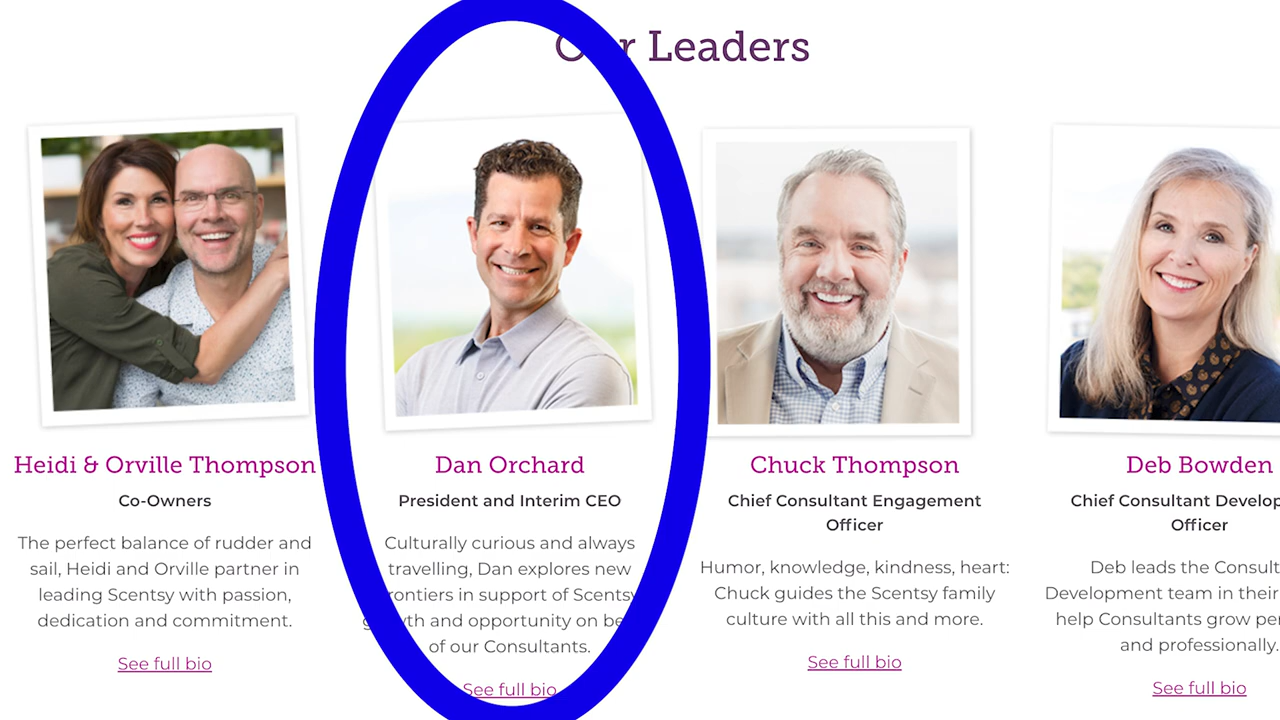 Our Leaders
Heidi & Orville Thompson
Co-Owners
The perfect balance of rudder and
sail, Heidi and Orville partner in
leading Scentsy with passion,
dedication and commitment.
See full bio
Dan Orchard
President and Interim CEO
Culturally curious and always
travelling, Dan explores new
frontiers in support of Scentsy
growth and opportunity on
of our Consultants.
See full bio
Chuck Thompson
Chief Consultant Engagement
Officer
Humor, knowledge, kindness, heart:
Chuck guides the Scentsy family
culture with all this and more.
See full bio
Deb Bowden
Chief Consultant Develop
Officer
Deb leads the Consult
Development team in their
help Consultants grow per
and professionally.
See full bio